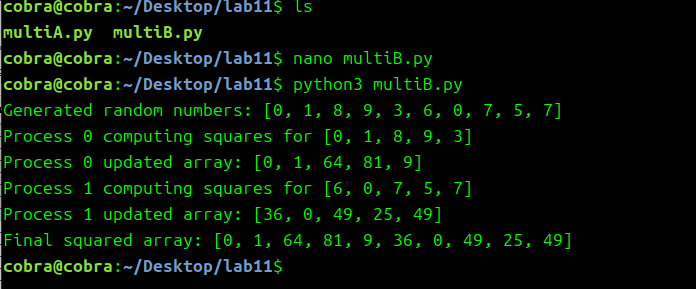 cobra@cobra:~/Desktop/lab11$ ls
multiA.py  multiB.py
cobra@cobra:~/Desktop/lab11$ nano multiB.py
cobra@cobra:~/Desktop/lab11$ python3 multiB.py
Generated random numbers: [0, 1, 8, 9, 3, 6, 0, 7, 5, 7]
Process 0 computing squares for [0, 1, 8, 9, 3]
Process 0 updated array: [0, 1, 64, 81, 9]
Process 1 computing squares for [6, 0, 7, 5, 7]
Process 1 updated array: [36, 0, 49, 25, 49]
Final squared array: [0, 1, 64, 81, 9, 36, 0, 49, 25, 49]
cobra@cobra:~/Desktop/lab11$